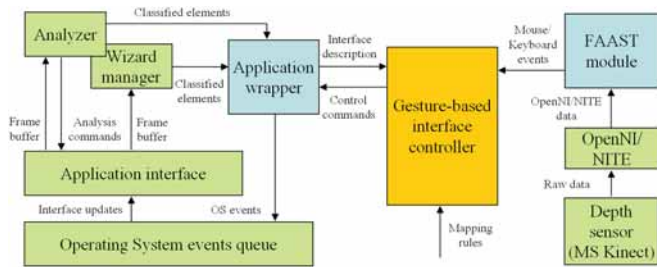 Classified elements
Analyzer
Wizard
manager
Classified
elements
Application
wrapper
Interface
description
Control
commands
Gesture-based
interface
controller
Mouse/
Keyboard
events
FAAST
module
OpenNI/NITE
data
OpenNI/
NITE
Raw data
Depth
sensor
(MS Kinect)
Frame
buffer
Analysis
commands
Frame
buffer
Application interface
Interface updates
OS events
Operating System events queue
Mapping
rules